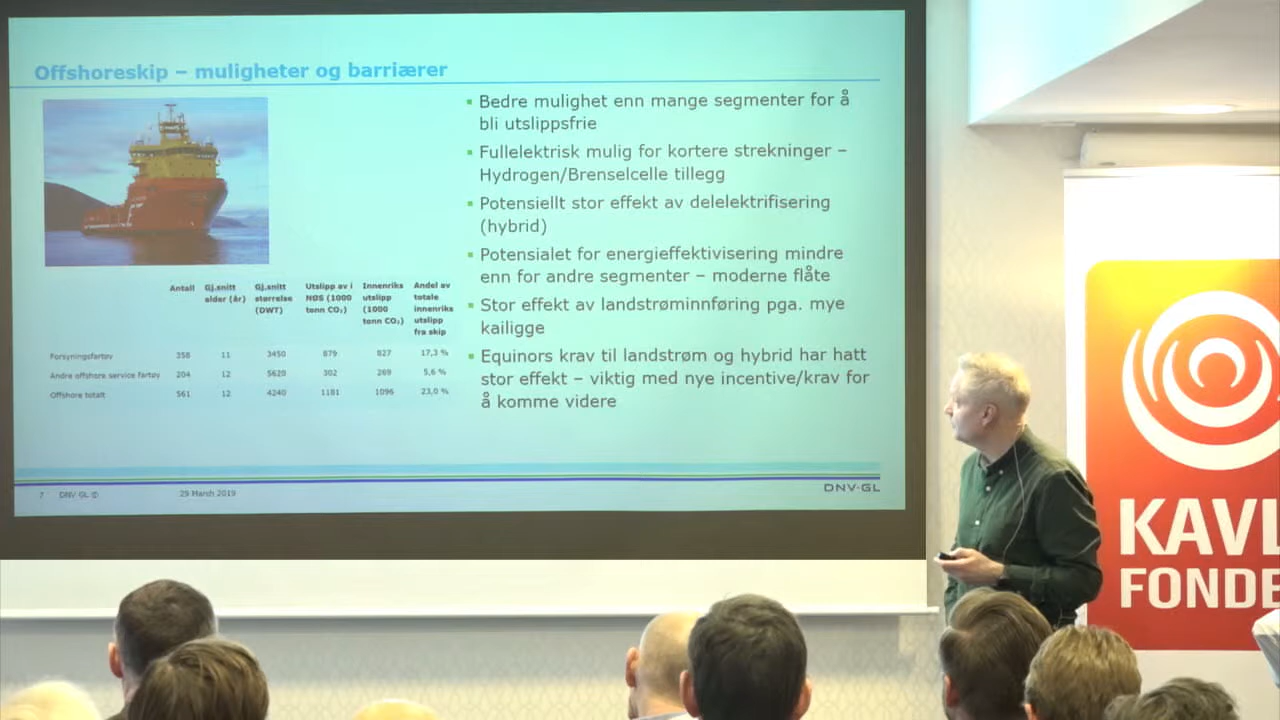 Offshoreskip – muligheter og barriærer
Bedre mulighet enn mange segmenter for å
bli utslippsfrie
Fullelektrisk mulig for kortere strekninger –
Hydrogen/Brenselcelle tillegg
Potensiellt stor effekt av delelektrifisering
(hybrid)
Potensialet for energieffektivisering mindre
enn for andre segmenter – moderne flåte
Stor effekt av landstrøminnføring pga. mye
kailigge
Equinors krav til landstrøm og hybrid har hatt
stor effekt – viktig med nye incentive/krav for
å komme videre
Antall Gj.snitt alder (år) Gj.snitt størrelse (DWT) Utslipp av i NØS (1000 tonn CO₂) Innenriks utslipp (1000 tonn CO₂) Andel av totale innenriks utslipp fra skip
Forsyningsfartøy 358 11 3450 879 827 17,3 %
Andre offshore service fartøy 204 12 5620 302 269 5,6 %
Offshore totalt 561 12 4240 1181 1096 23,0 %
7 DNV GL © 29 March 2019 DNV·GL
KAVL
FONDE